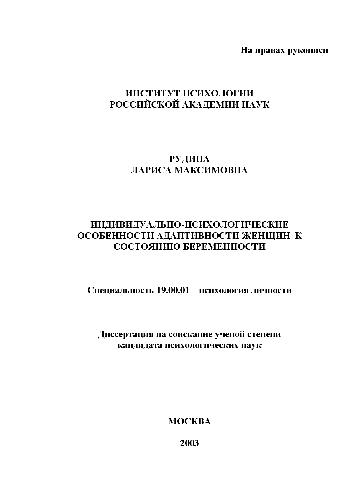 На правах рукописи
ИНСТИТУТ ПСИХОЛОГИИ
РОССИЙСКОЙ АКАДЕМИИ НАУК
РУДИНА
ЛАРИСА МАКСИМОВНА
ИНДИВИДУАЛЬНО-ПСИХОЛОГИЧЕСКИЕ
ОСОБЕННОСТИ АДАПТИВНОСТИ ЖЕНЩИН К
СОСТОЯНИЮ БЕРЕМЕННОСТИ
Специальность 19.00.01 психология личности
Диссертация на соискание ученой степени
кандидата психологических наук
МОСКВА
2003